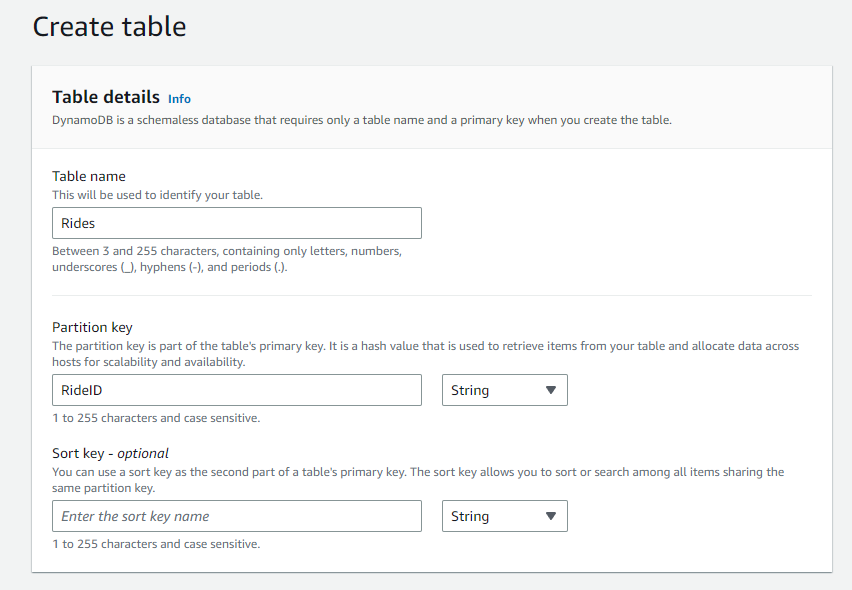 Create table
Table details Info
DynamoDB is a schemaless database that requires only a table name and a primary key when you create the table.
Table name
This will be used to identify your table.
Rides
Between 3 and 255 characters, containing only letters, numbers,
underscores (_), hyphens (-), and periods (.).
Partition key
The partition key is part of the table's primary key. It is a hash value that is used to retrieve items from your table and allocate data across
hosts for scalability and availability.
RideID String
1 to 255 characters and case sensitive.
Sort key - optional
You can use a sort key as the second part of a table's primary key. The sort key allows you to sort or search among all items sharing the
same partition key.
Enter the sort key name String
1 to 255 characters and case sensitive.